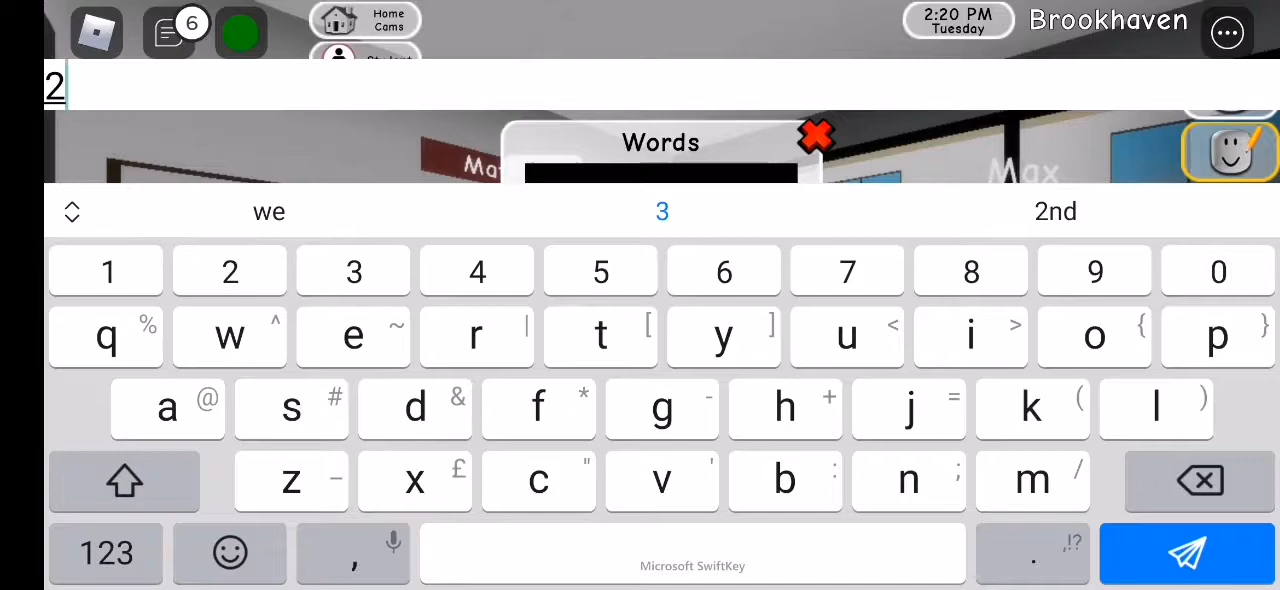 6
Home
Cams
2:20 PM
Tuesday
Brookhaven
2
Words
Max
we 3 2nd
1 2 3 4 5 6 7 8 9 0
q % w ^ e ~ r | t [ y ] u < i > o { p }
a @ s # d & f * g - h + j = k ( l )
z _ x £ c " v ' b : n ; m /
123 , Microsoft SwiftKey . ,!?